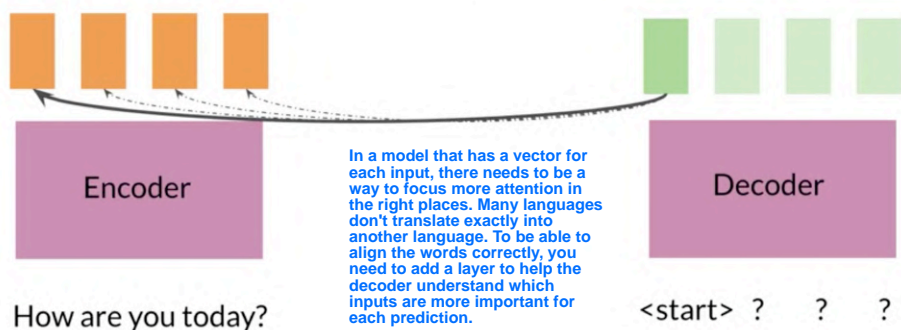 Encoder
In a model that has a vector for
each input, there needs to be a
way to focus more attention in
the right places. Many languages
don't translate exactly into
another language. To be able to
align the words correctly, you
need to add a layer to help the
decoder understand which
inputs are more important for
each prediction.
Decoder
How are you today?
<start> ? ? ?